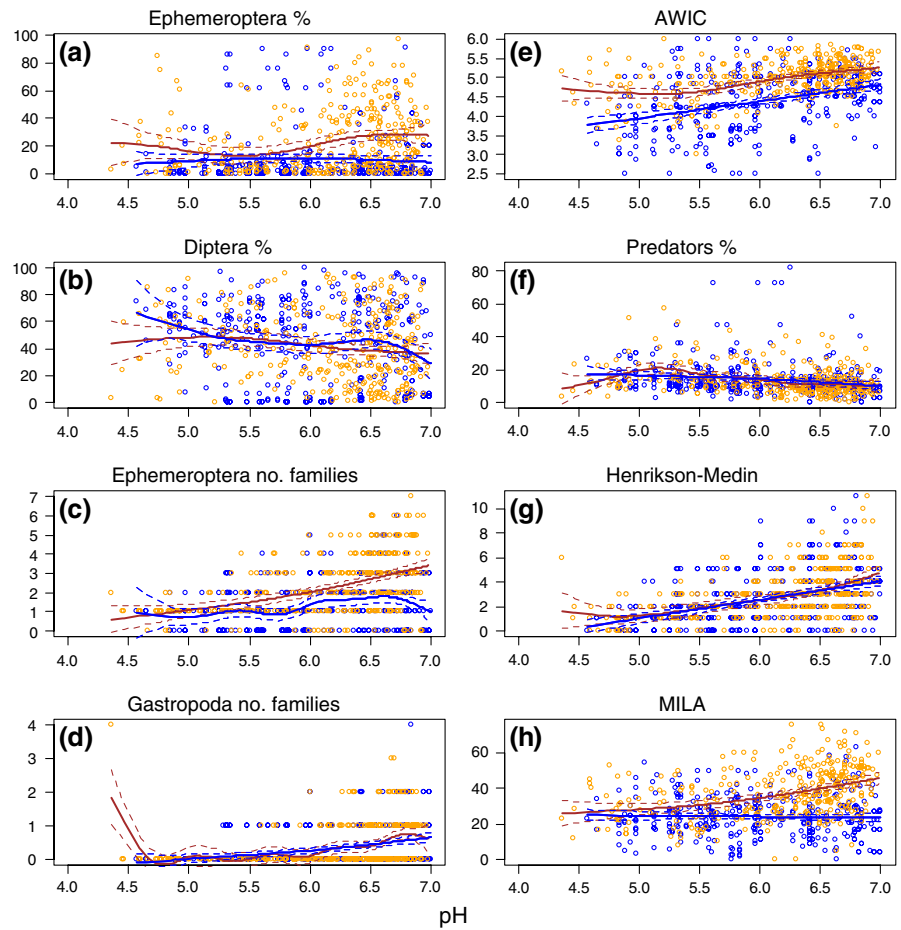 Ephemeroptera %
(a)
100
80
60
40
20
0
4.0 4.5 5.0 5.5 6.0 6.5 7.0
AWIC
(e)
6.0
5.5
5.0
4.5
4.0
3.5
3.0
2.5
4.0 4.5 5.0 5.5 6.0 6.5 7.0
Diptera %
(b)
100
80
60
40
20
0
4.0 4.5 5.0 5.5 6.0 6.5 7.0
Predators %
(f)
80
60
40
20
0
4.0 4.5 5.0 5.5 6.0 6.5 7.0
Ephemeroptera no. families
(c)
7
6
5
4
3
2
1
0
4.0 4.5 5.0 5.5 6.0 6.5 7.0
Henrikson-Medin
(g)
10
8
6
4
2
0
4.0 4.5 5.0 5.5 6.0 6.5 7.0
Gastropoda no. families
(d)
4
3
2
1
0
4.0 4.5 5.0 5.5 6.0 6.5 7.0
MILA
(h)
60
40
20
0
4.0 4.5 5.0 5.5 6.0 6.5 7.0
pH